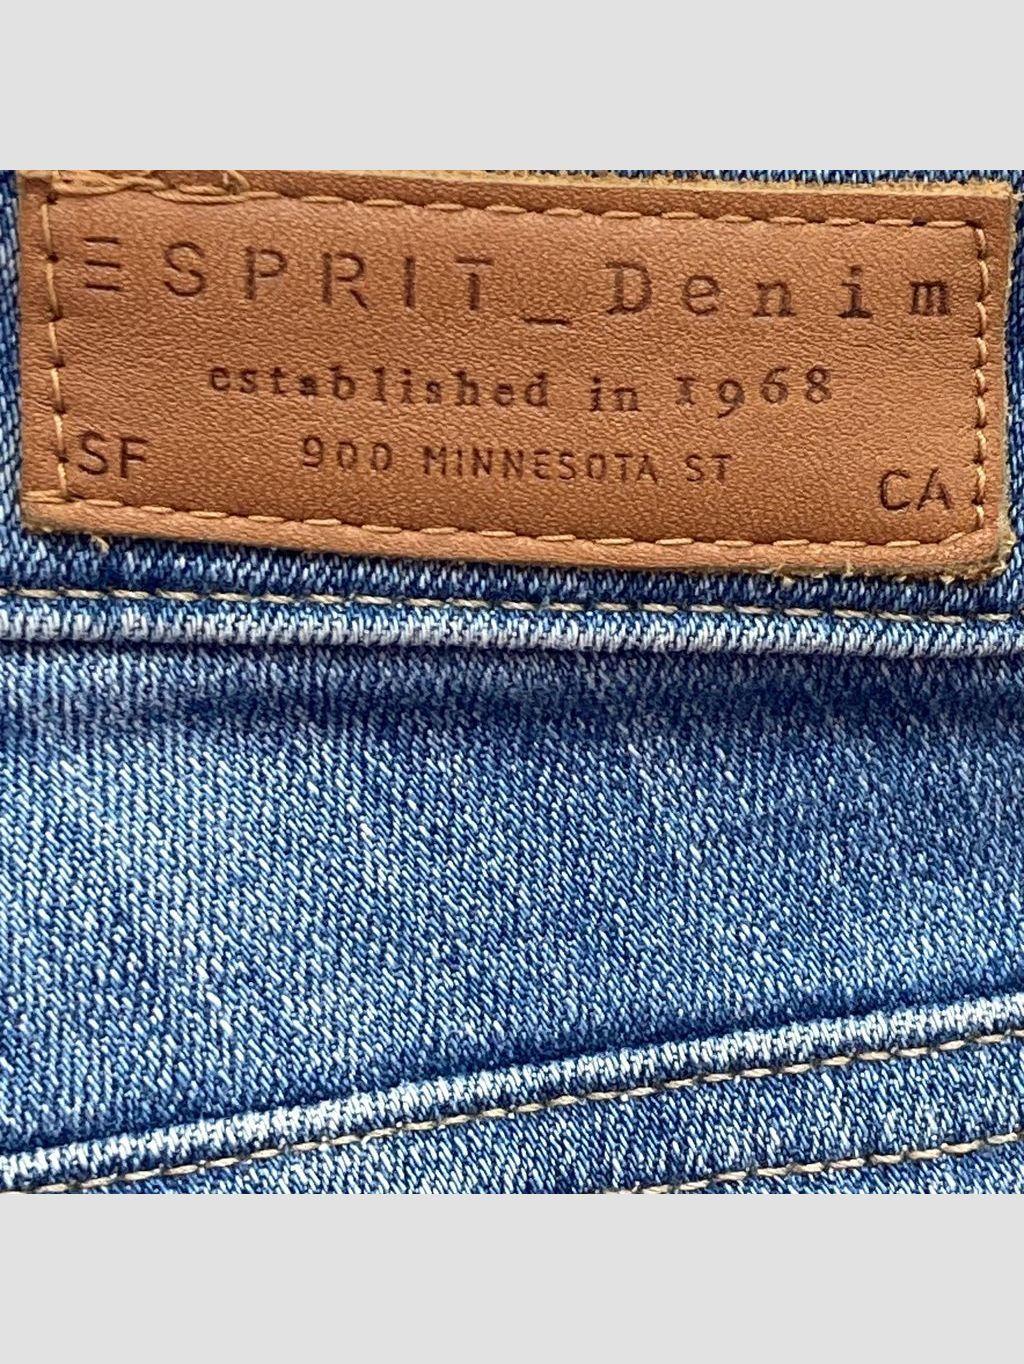 ESPRIT_Denim
established in 1968
SF 900 MINNESOTA ST CA